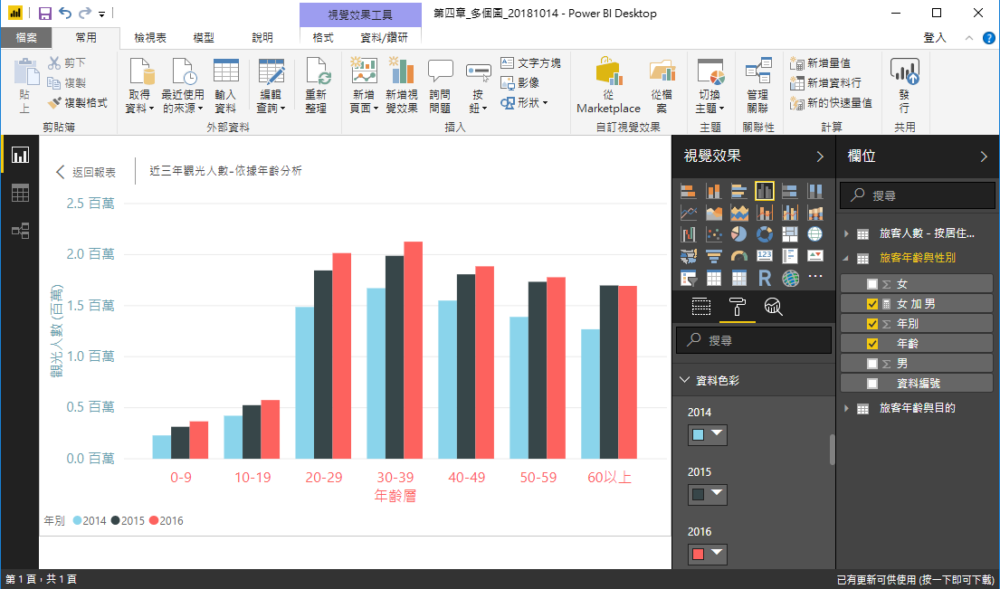 視覺效果工具
第四章_多個圖_20181014 - Power BI Desktop
檔案 常用 檢視表 模型 說明 格式 資料/鑽研 登入
貼上
剪下
複製
複製格式
剪貼簿
取得資料
最近使用的來源
輸入資料
編輯查詢
重新整理
外部資料
新增頁面
新增視覺效果
詢問問題
按鈕
文字方塊
影像
形狀
插入
從 Marketplace
從檔案
自訂視覺效果
切換主題
主題
管理關聯
關聯性
新增量值
新增資料行
新的快速量值
計算
發行
共用
返回報表
近三年觀光人數-依據年齡分析
2.5 百萬
2.0 百萬
1.5 百萬
1.0 百萬
0.5 百萬
0.0 百萬
觀光人數 (百萬)
0-9 10-19 20-29 30-39 40-49 50-59 60以上
年齡層
年別 2014 2015 2016
視覺效果
123
R
搜尋
資料色彩
2014
2015
2016
欄位
搜尋
旅客人數 - 按居住...
旅客年齡與性別
Σ 女
女 加 男
Σ 年別
年齡
Σ 男
資料編號
旅客年齡與目的
第 1 頁，共 1 頁
已有更新可供使用 (按一下即可下載)